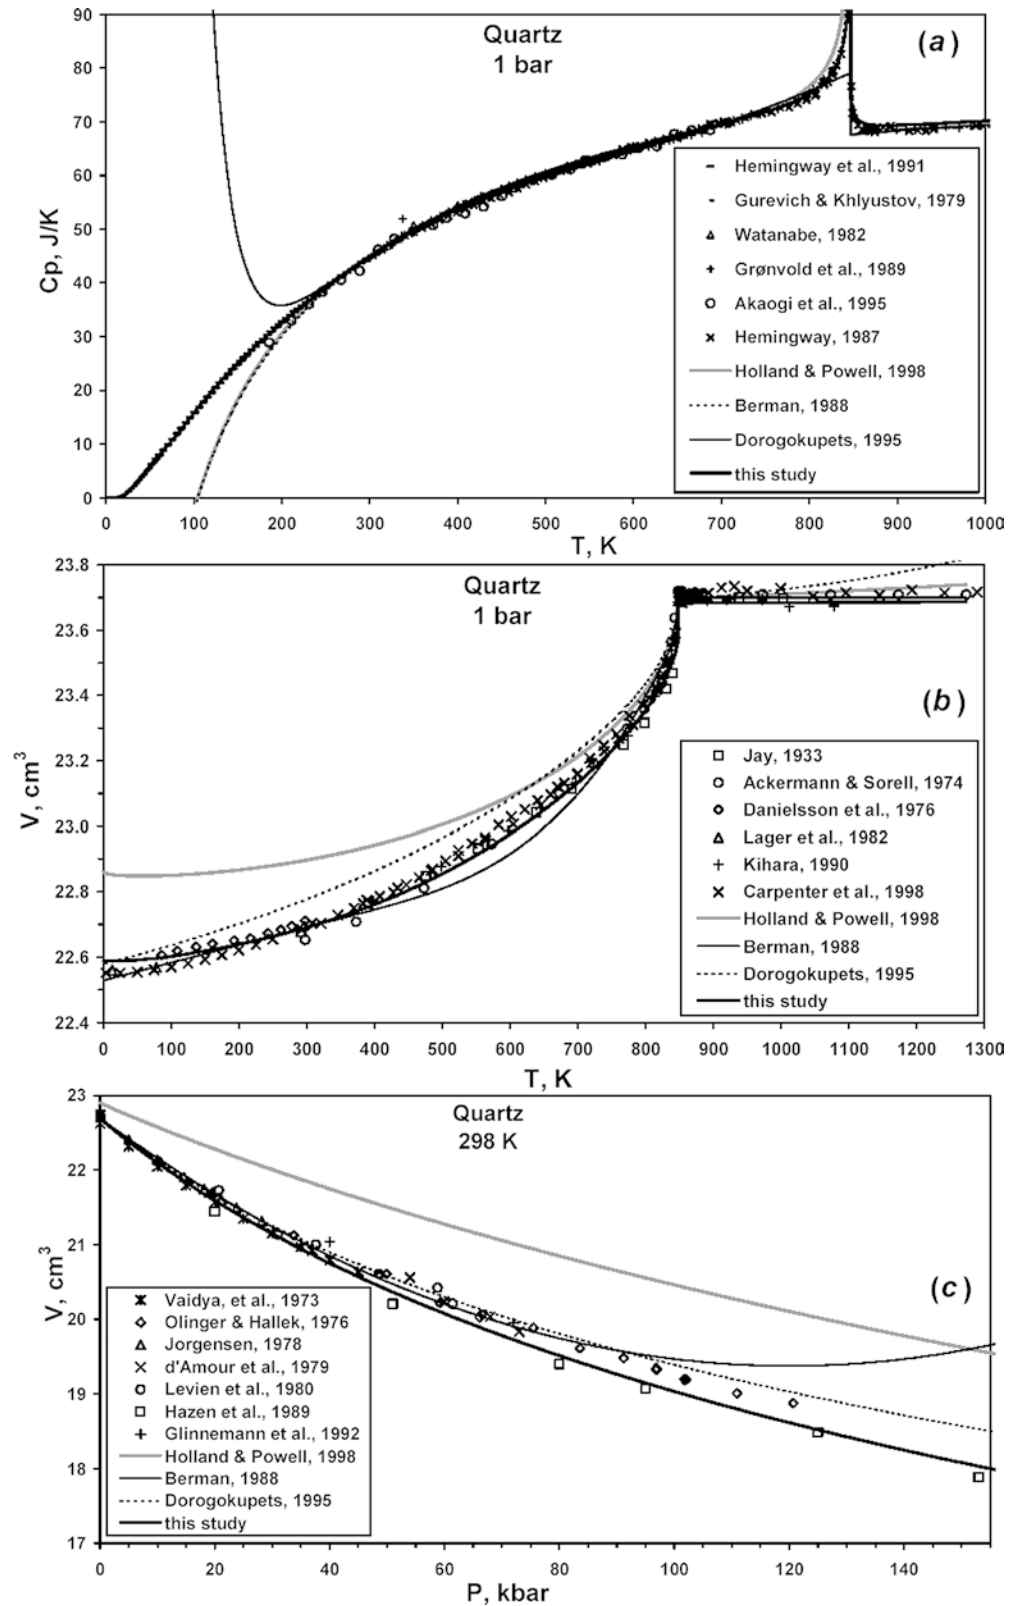 90
80
70
60
50
40
30
20
10
0
Cp, J/K
Quartz
1 bar
(a)
Hemingway et al., 1991
Gurevich & Khlyustov, 1979
Watanabe, 1982
Grønvold et al., 1989
Akaogi et al., 1995
Hemingway, 1987
Holland & Powell, 1998
Berman, 1988
Dorogokupets, 1995
this study
0 100 200 300 400 500 600 700 800 900 1000
T, K
23.8
23.6
23.4
23.2
23.0
22.8
22.6
22.4
V, cm3
Quartz
1 bar
(b)
Jay, 1933
Ackermann & Sorell, 1974
Danielsson et al., 1976
Lager et al., 1982
Kihara, 1990
Carpenter et al., 1998
Holland & Powell, 1998
Berman, 1988
Dorogokupets, 1995
this study
0 100 200 300 400 500 600 700 800 900 1000 1100 1200 1300
T, K
23
22
21
20
19
18
17
V, cm3
Quartz
298 K
(c)
Vaidya, et al., 1973
Olinger & Hallek, 1976
Jorgensen, 1978
d'Amour et al., 1979
Levien et al., 1980
Hazen et al., 1989
Glinnemann et al., 1992
Holland & Powell, 1998
Berman, 1988
Dorogokupets, 1995
this study
0 20 40 60 80 100 120 140
P, kbar